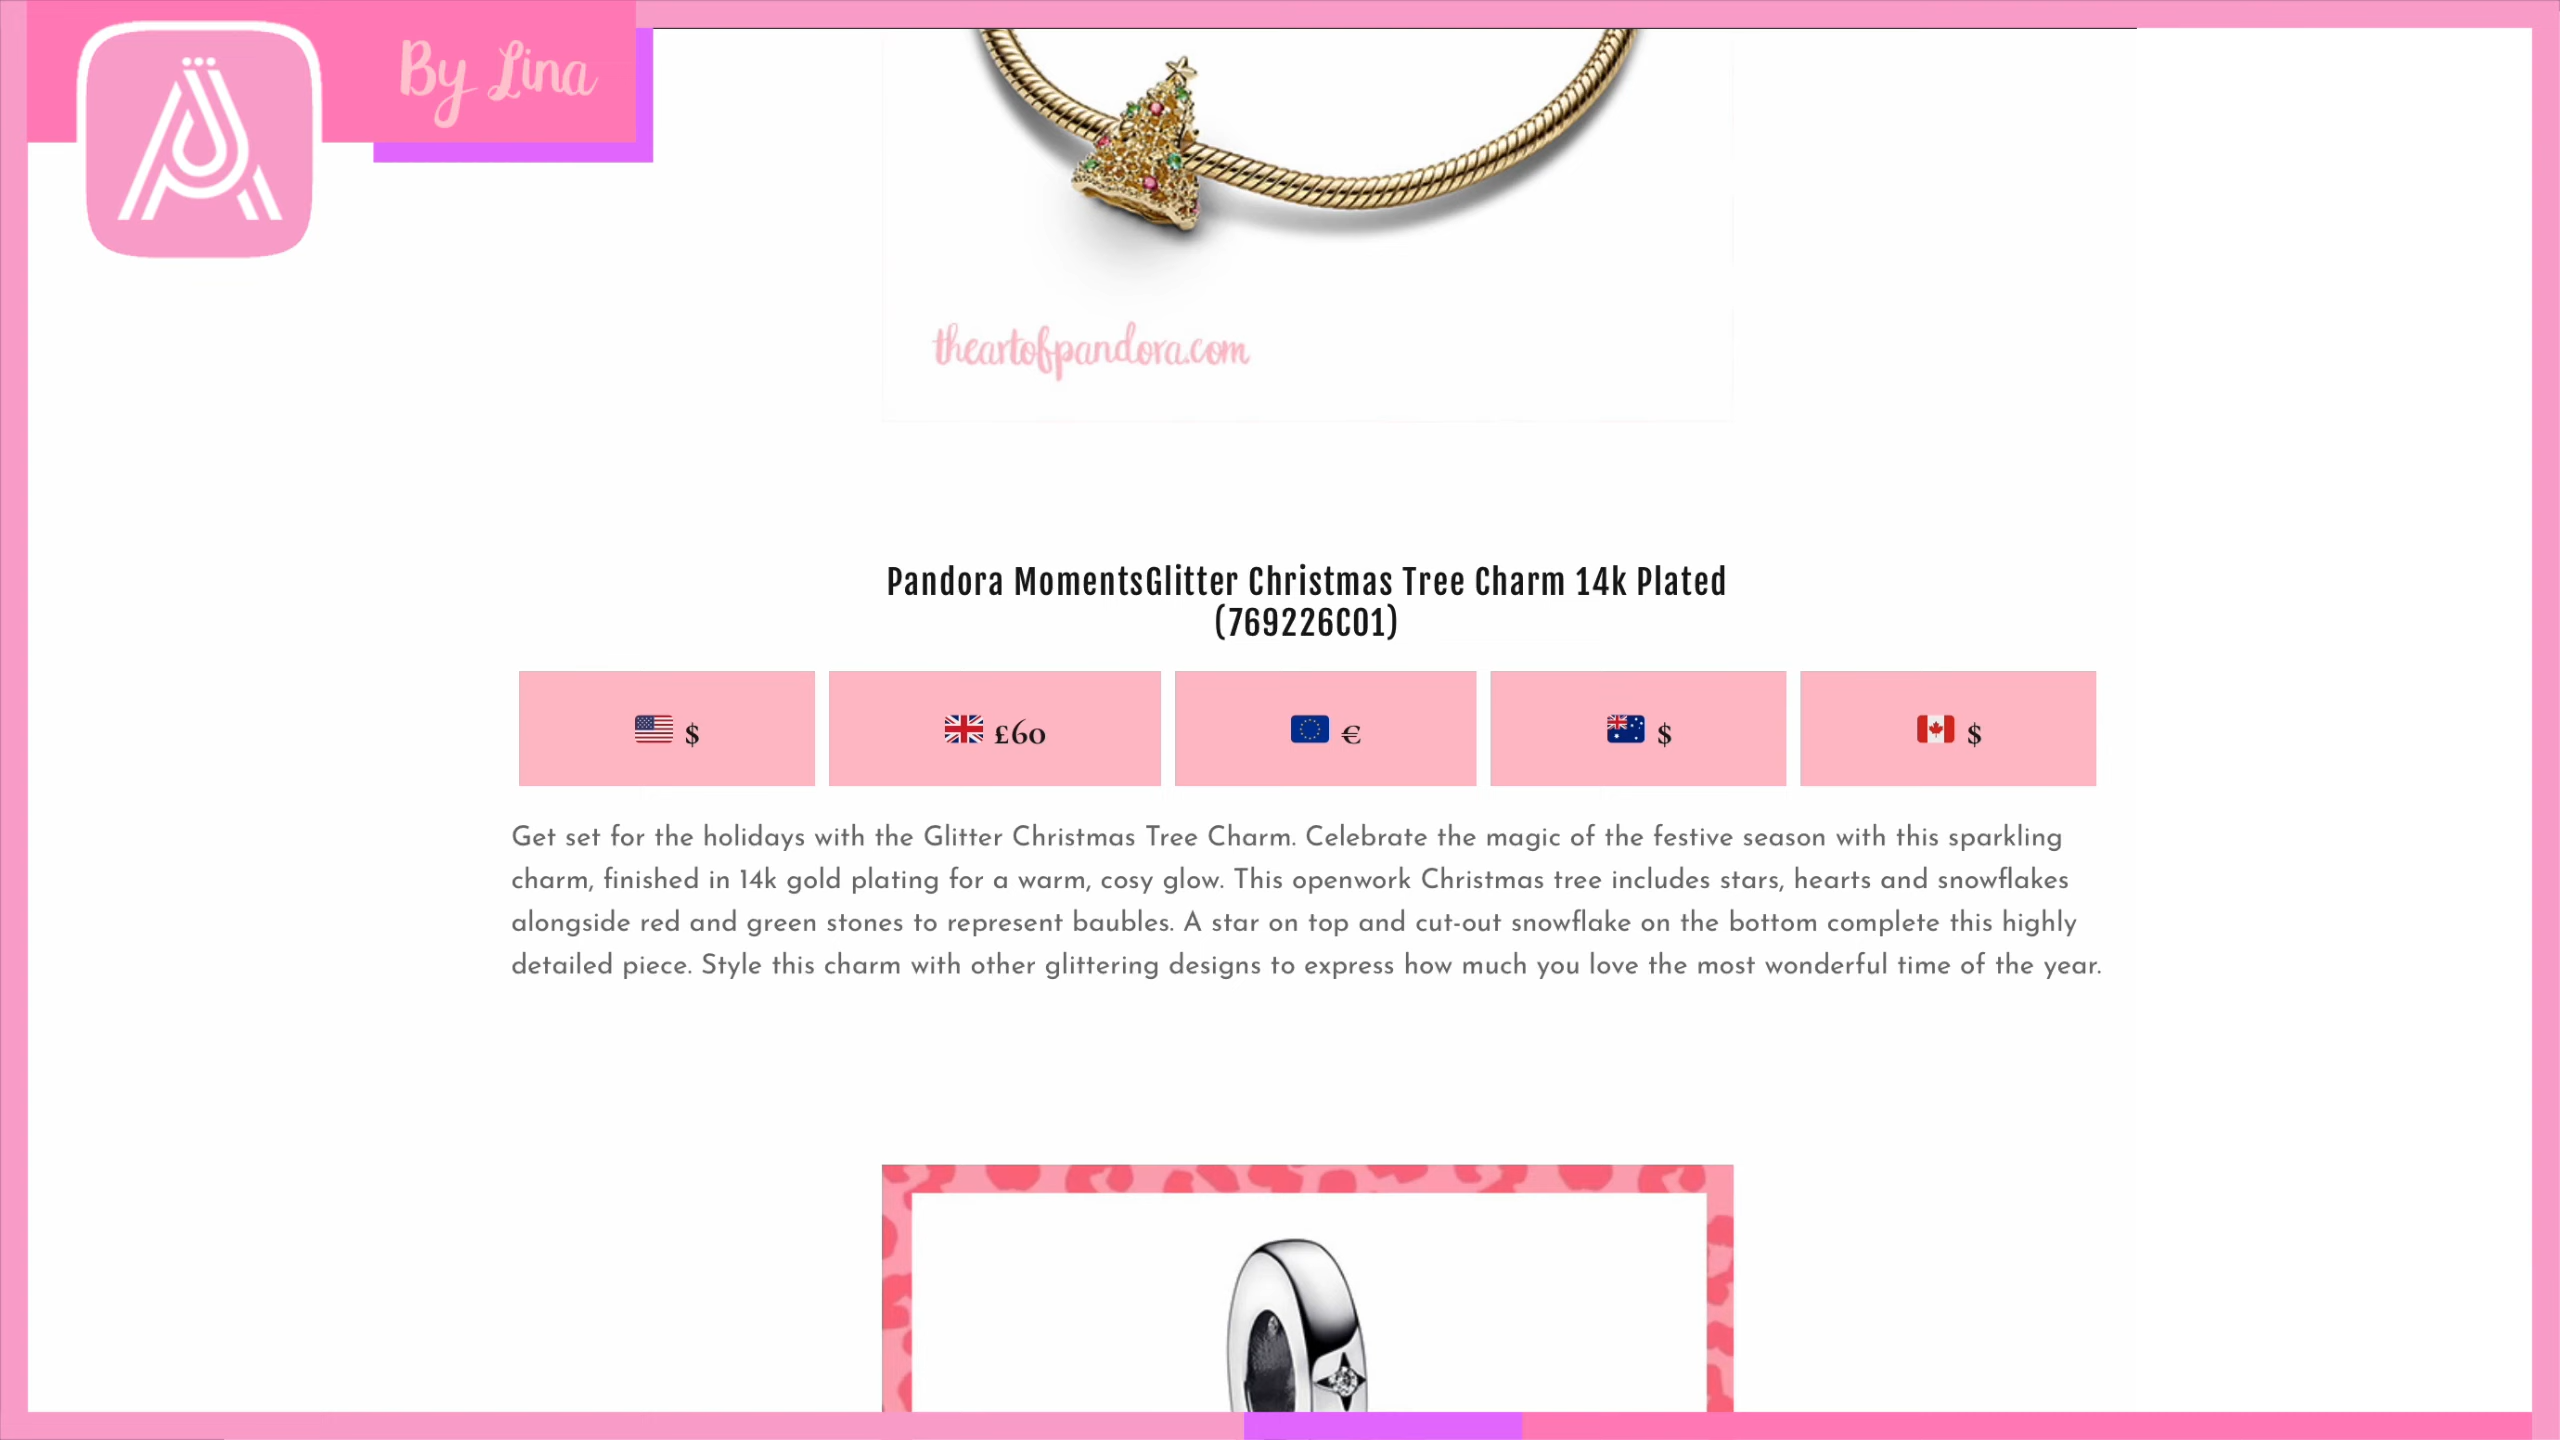 By Lina
theartofpandora.com
Pandora MomentsGlitter Christmas Tree Charm 14k Plated
(769226C01)
$
£60
€
$
$
Get set for the holidays with the Glitter Christmas Tree Charm. Celebrate the magic of the festive season with this sparkling
charm, finished in 14k gold plating for a warm, cosy glow. This openwork Christmas tree includes stars, hearts and snowflakes
alongside red and green stones to represent baubles. A star on top and cut-out snowflake on the bottom complete this highly
detailed piece. Style this charm with other glittering designs to express how much you love the most wonderful time of the year.